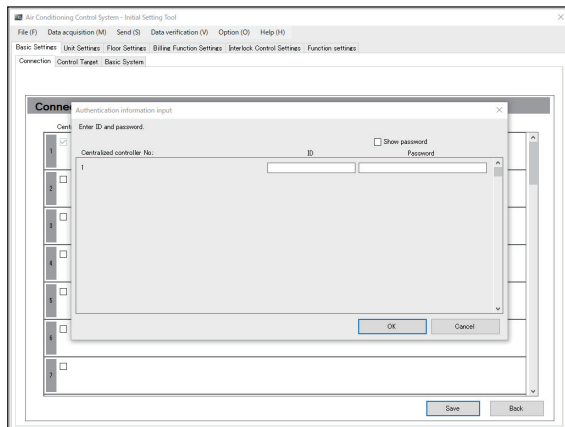 Air Conditioning Control System - Initial Setting Tool
File (F) Data acquisition (M) Send (S) Data verification (V) Option (O) Help (H)
Basic Settings Unit Settings Floor Settings Billing Function Settings Interlock Control Settings Function settings
Connection Control Target Basic System
Conne
Authentication information input
Cent
Enter ID and password.
Show password
Centralized controller No.: ID Password
1
1
2
3
4
5
6
7
OK Cancel
Save Back